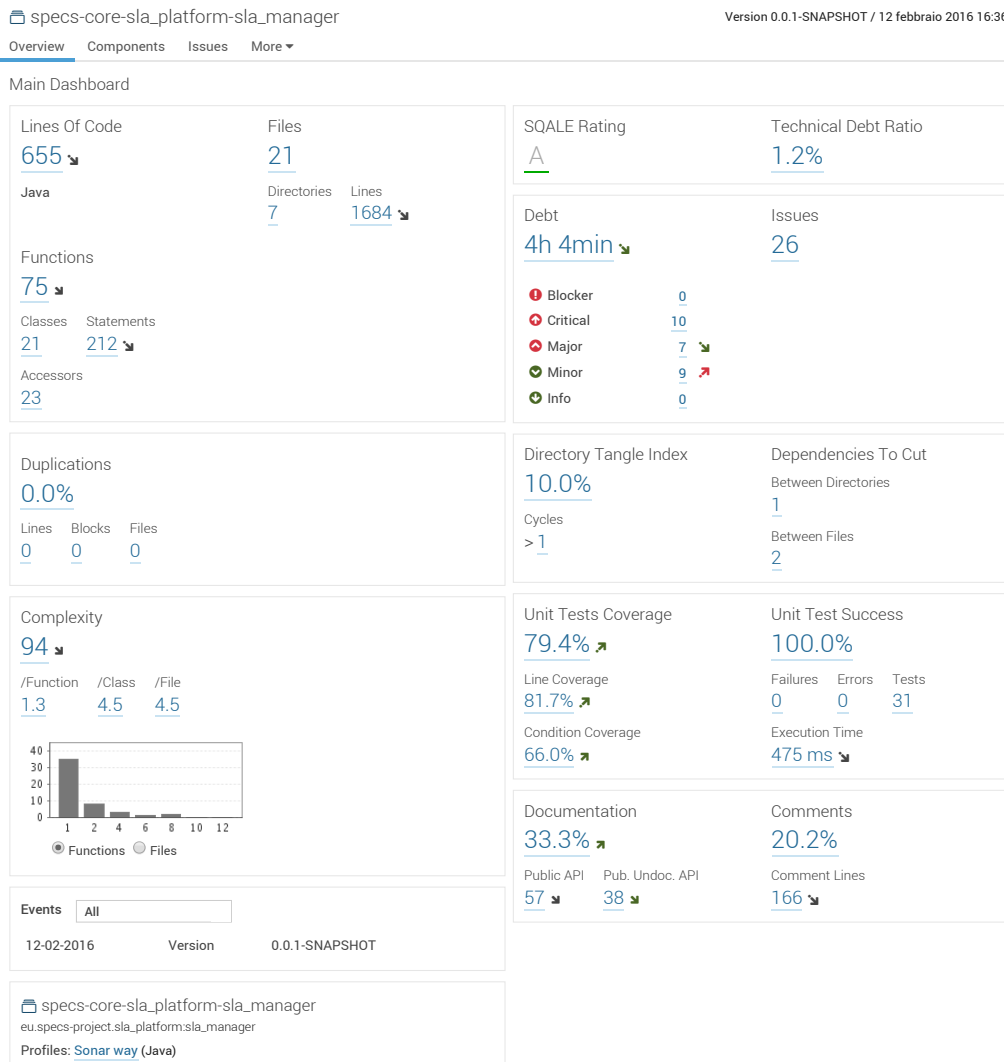 specs-core-sla_platform-sla_manager
Version 0.0.1-SNAPSHOT / 12 febbraio 2016 16:36
Overview Components Issues More
Main Dashboard
Lines Of Code Files
655 21
Java
Directories Lines
7 1684
Functions
75
Classes Statements
21 212
Accessors
23
Duplications
0.0%
Lines Blocks Files
0 0 0
Complexity
94
/Function /Class /File
1.3 4.5 4.5
40
30
20
10
0
1 2 4 6 8 10 12
Functions Files
Events All
12-02-2016 Version 0.0.1-SNAPSHOT
specs-core-sla_platform-sla_manager
eu.specs-project.sla_platform:sla_manager
Profiles: Sonar way (Java)
SQALE Rating Technical Debt Ratio
A 1.2%
Debt Issues
4h 4min 26
Blocker 0
Critical 10
Major 7
Minor 9
Info 0
Directory Tangle Index Dependencies To Cut
10.0% Between Directories
1
Cycles
> 1
Between Files
2
Unit Tests Coverage Unit Test Success
79.4% 100.0%
Line Coverage Failures Errors Tests
81.7% 0 0 31
Condition Coverage Execution Time
66.0% 475 ms
Documentation Comments
33.3% 20.2%
Public API Pub. Undoc. API Comment Lines
57 38 166